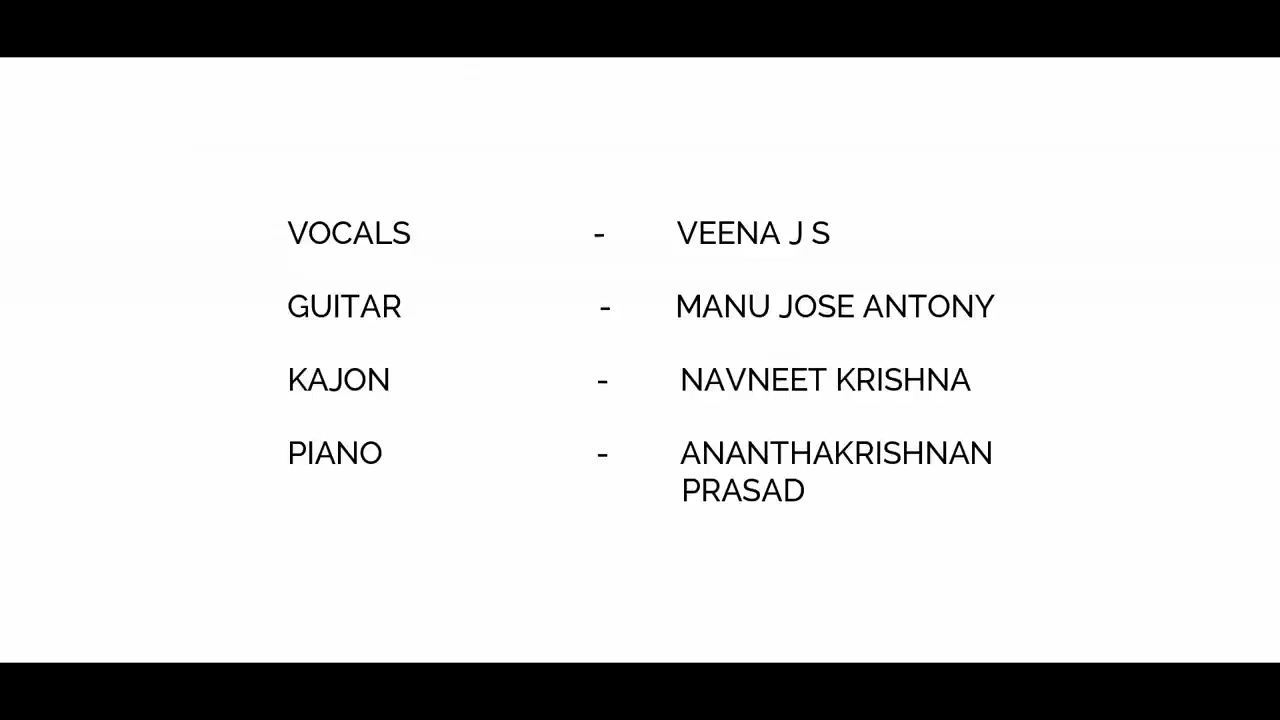 VOCALS - VEENA J S
GUITAR - MANU JOSE ANTONY
KAJON - NAVNEET KRISHNA
PIANO - ANANTHAKRISHNAN
PRASAD